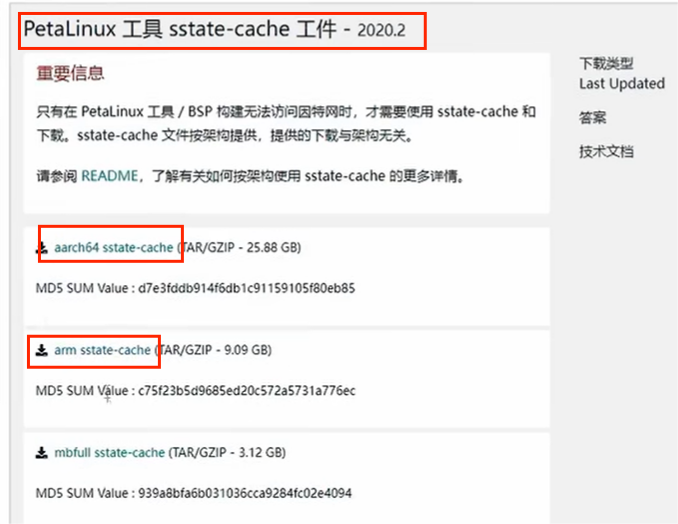 PetaLinux 工具 sstate-cache 工件 - 2020.2
重要信息
只有在 PetaLinux 工具 / BSP 构建无法访问因特网时，才需要使用 sstate-cache 和
下载。sstate-cache 文件按架构提供，提供的下载与架构无关。
请参阅 README，了解有关如何按架构使用 sstate-cache 的更多详情。
aarch64 sstate-cache (TAR/GZIP - 25.88 GB)
MD5 SUM Value : d7e3fddb914f6db1c91159105f80eb85
arm sstate-cache (TAR/GZIP - 9.09 GB)
MD5 SUM Value : c75f23b5d9685ed20c572a5731a776ec
mbfull sstate-cache (TAR/GZIP - 3.12 GB)
MD5 SUM Value : 939a8bfa6b031036cca9284fc02e4094
下载类型
Last Updated
答案
技术文档